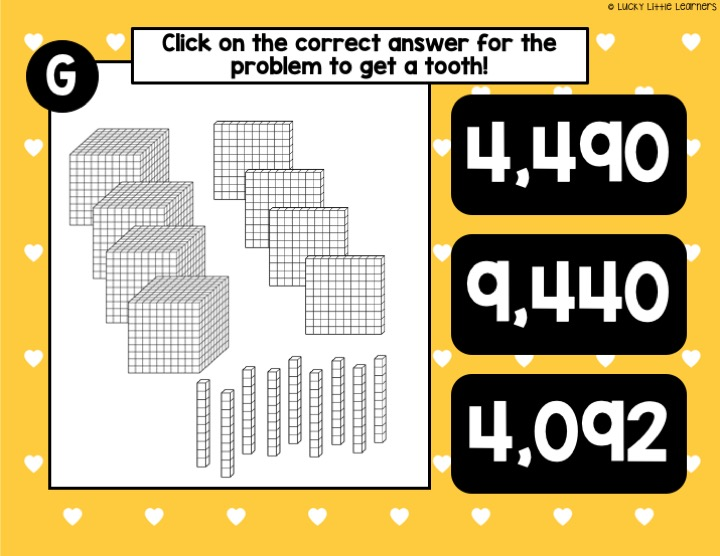 © Lucky Little Learners
Click on the correct answer for the
problem to get a tooth!
G
4,490
9,440
4,092